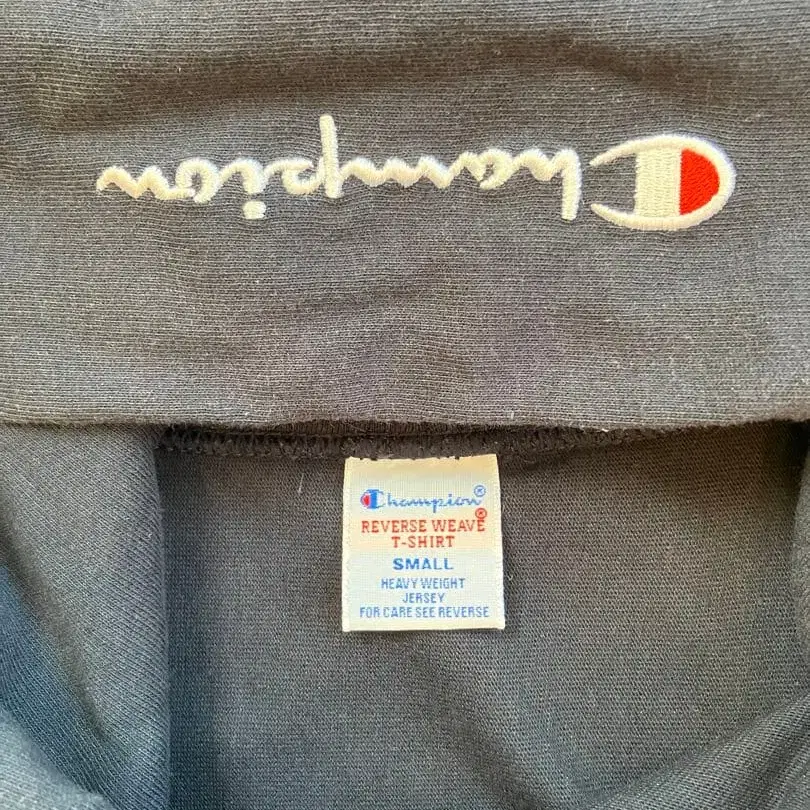 Champion
Champion®
REVERSE WEAVE®
T-SHIRT
SMALL
HEAVY WEIGHT
JERSEY
FOR CARE SEE REVERSE